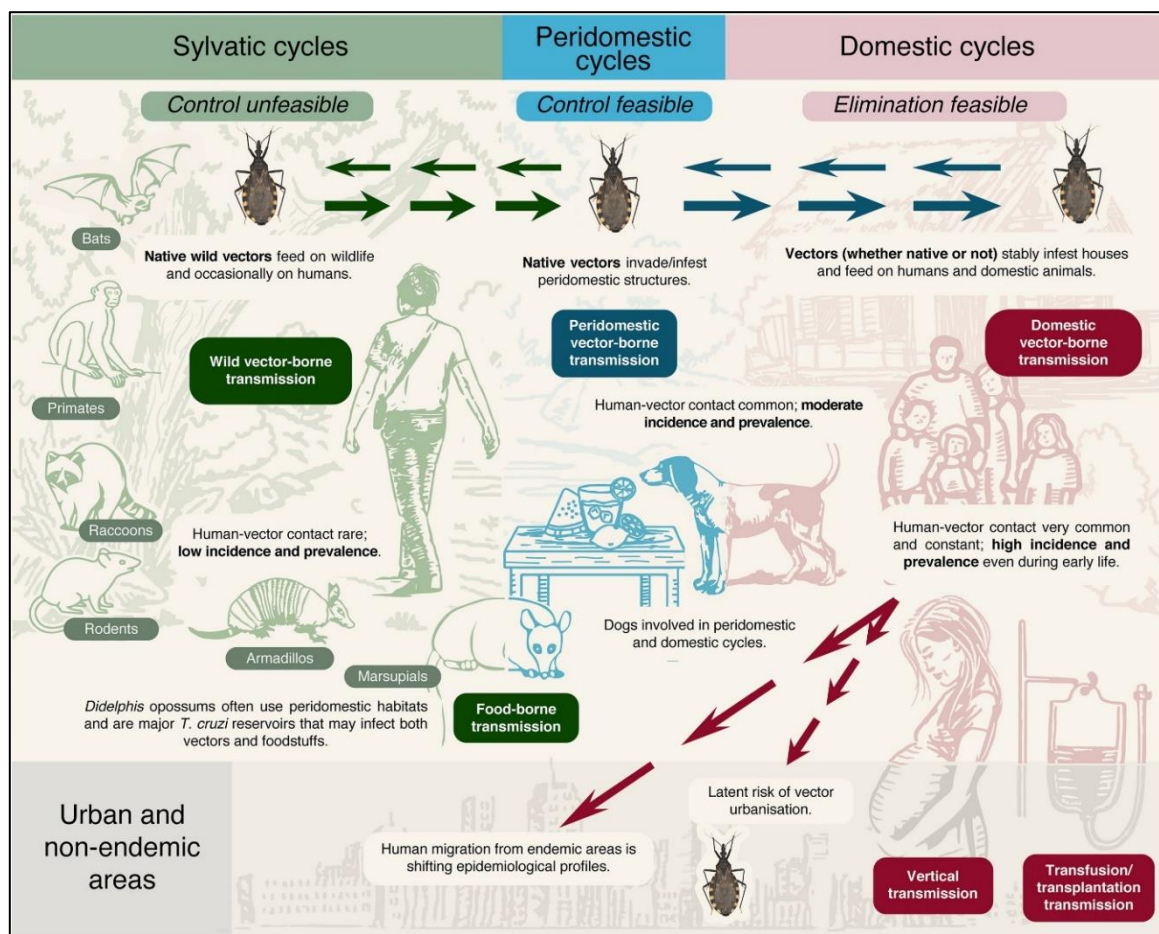 Sylvatic cycles
Peridomestic
cycles
Domestic cycles
Control unfeasible
Control feasible
Elimination feasible
Bats
Native wild vectors feed on wildlife
and occasionally on humans.
Native vectors invade/infest
peridomestic structures.
Vectors (whether native or not) stably infest houses
and feed on humans and domestic animals.
Wild vector-borne
transmission
Peridomestic
vector-borne
transmission
Domestic
vector-borne
transmission
Primates
Human-vector contact common; moderate
incidence and prevalence.
Raccoons
Human-vector contact rare;
low incidence and prevalence.
Human-vector contact very common
and constant; high incidence and
prevalence even during early life.
Rodents
Armadillos
Marsupials
Dogs involved in peridomestic
and domestic cycles.
Didelphis opossums often use peridomestic habitats
and are major T. cruzi reservoirs that may infect both
vectors and foodstuffs.
Food-borne
transmission
Urban and
non-endemic
areas
Latent risk of vector
urbanisation.
Human migration from endemic areas is
shifting epidemiological profiles.
Vertical
transmission
Transfusion/
transplantation
transmission